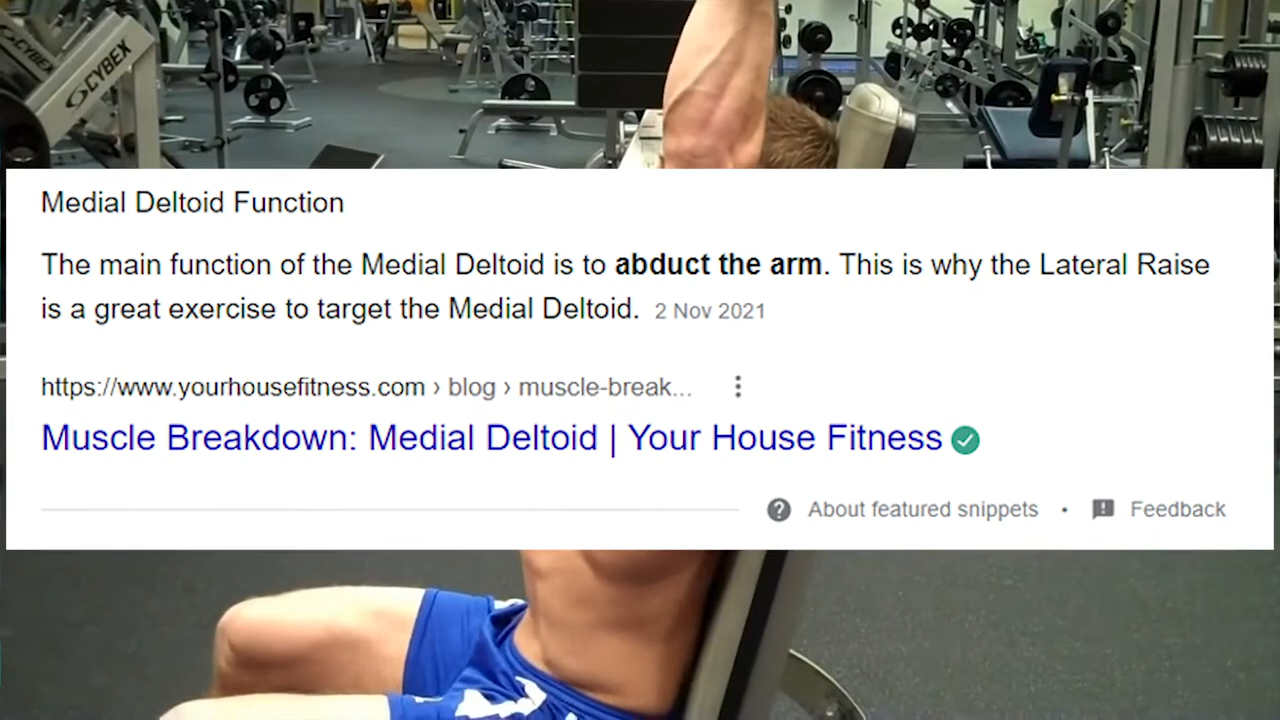 CYBEX
CYBEX
Medial Deltoid Function
The main function of the Medial Deltoid is to abduct the arm. This is why the Lateral Raise
is a great exercise to target the Medial Deltoid. 2 Nov 2021
https://www.yourhousefitness.com › blog › muscle-break...
Muscle Breakdown: Medial Deltoid | Your House Fitness
About featured snippets • Feedback